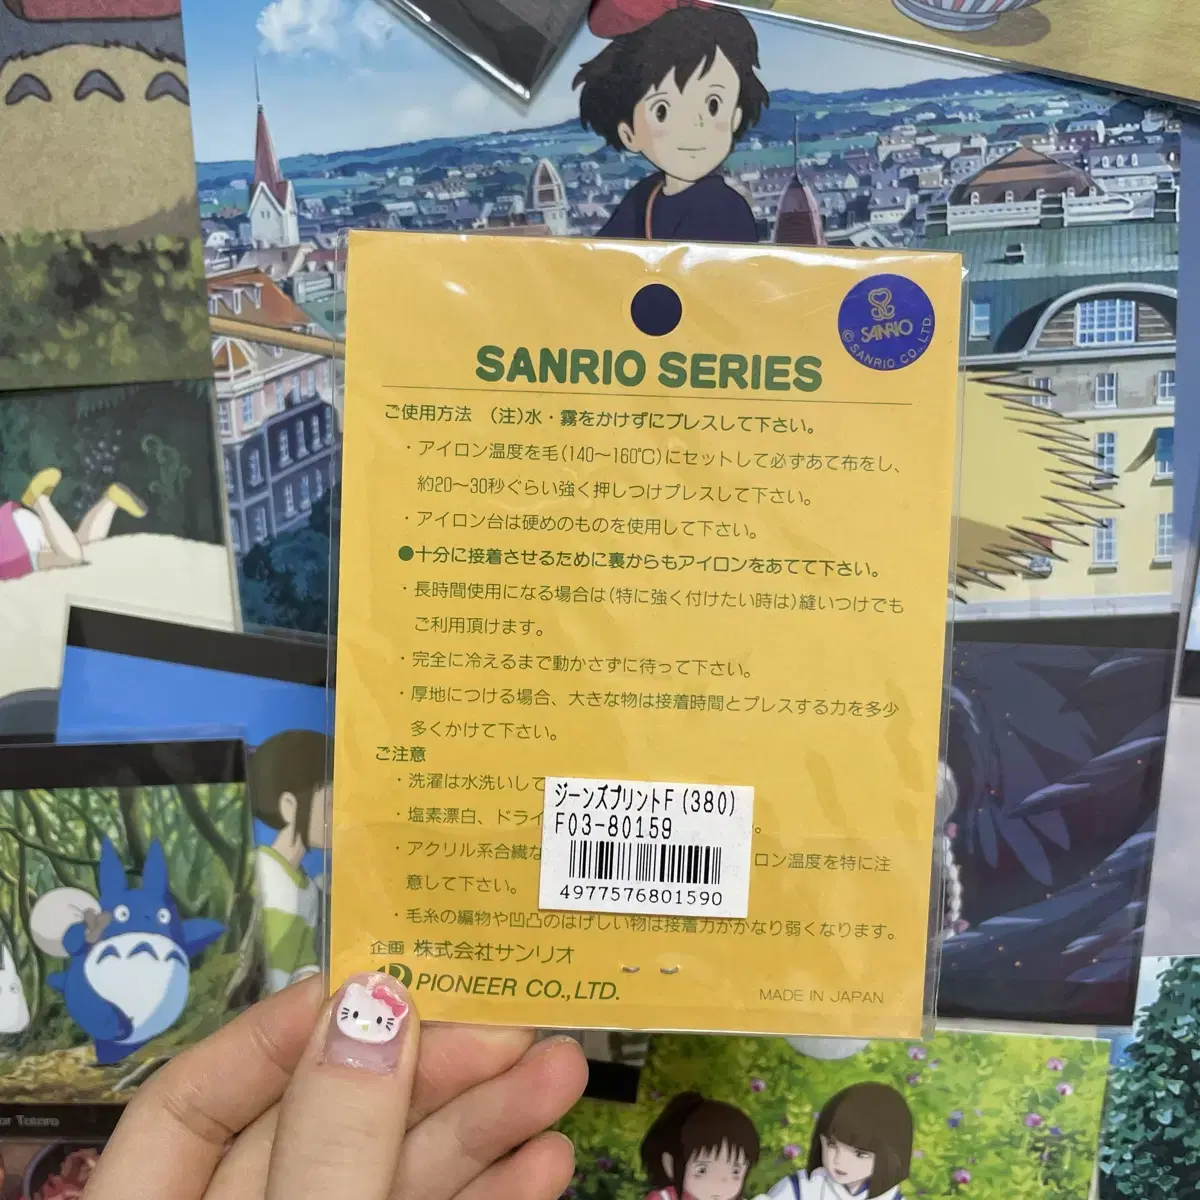 SANRIO
© SANRIO CO., LTD.
SANRIO SERIES
ご使用方法 (注)水・霧をかけずにプレスして下さい。
・アイロン温度を毛(140〜160℃)にセットして必ずあて布をし、
約20〜30秒ぐらい強く押しつけプレスして下さい。
・アイロン台は硬めのものを使用して下さい。
●十分に接着させるために裏からもアイロンをあてて下さい。
・長時間使用になる場合は(特に強く付けたい時は)縫いつけでも
ご利用頂けます。
・完全に冷えるまで動かさずに待って下さい。
・厚地につける場合、大きな物は接着時間とプレスする力を多少
多くかけて下さい。
ご注意
・洗濯は水洗いして
・塩素漂白、ドライ 。
・アクリル系合繊な ロン温度を特に注
意して下さい。
・毛糸の編物や凹凸のはげしい物は接着力がかなり弱くなります。
ジーンズプリントF(380)
F03-80159
4977576801590
企画 株式会社サンリオ
PIONEER CO., LTD.
MADE IN JAPAN
Totoro